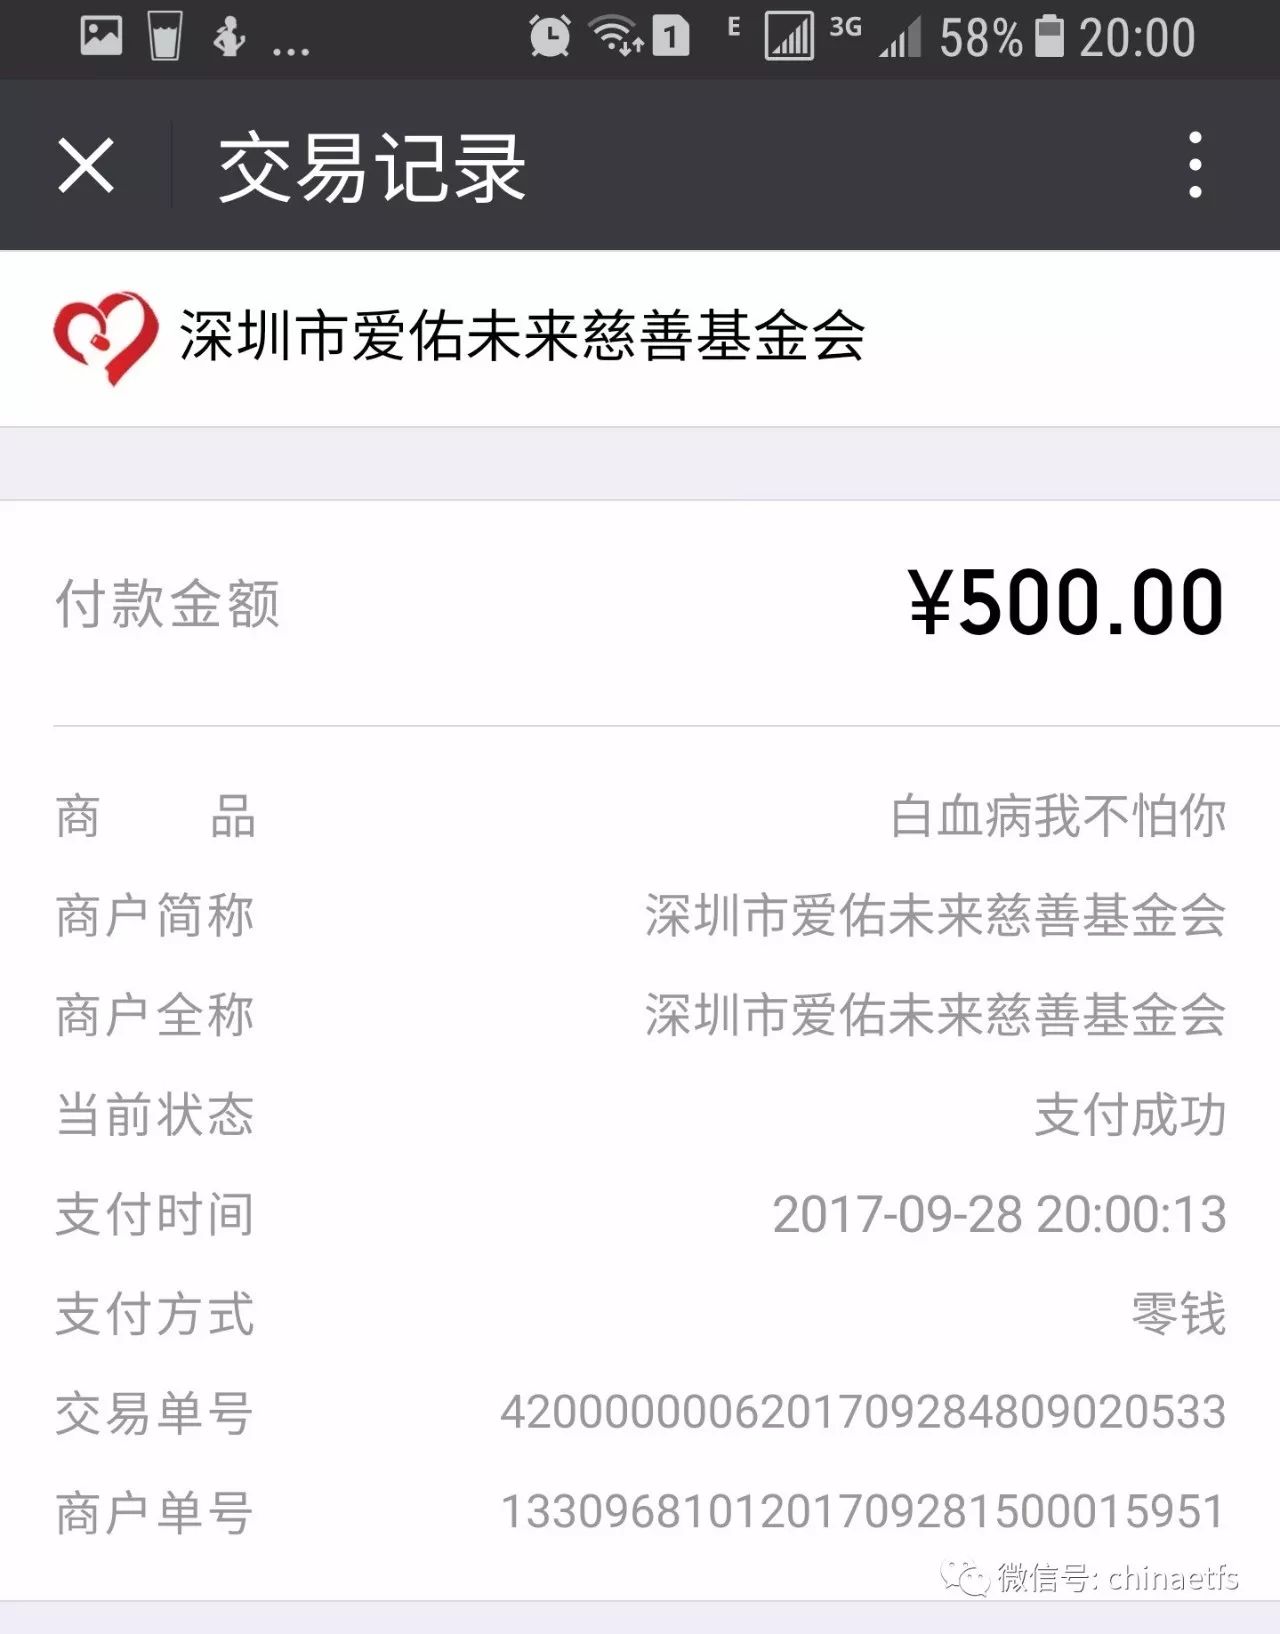 ... 1 E 3G 58% 20:00
交易记录
深圳市爱佑未来慈善基金会
付款金额 ¥500.00
商品 白血病我不怕你
商户简称 深圳市爱佑未来慈善基金会
商户全称 深圳市爱佑未来慈善基金会
当前状态 支付成功
支付时间 2017-09-28 20:00:13
支付方式 零钱
交易单号 4200000006201709284809020533
商户单号 1330968101201709281500015951
微信号: chinaetfs